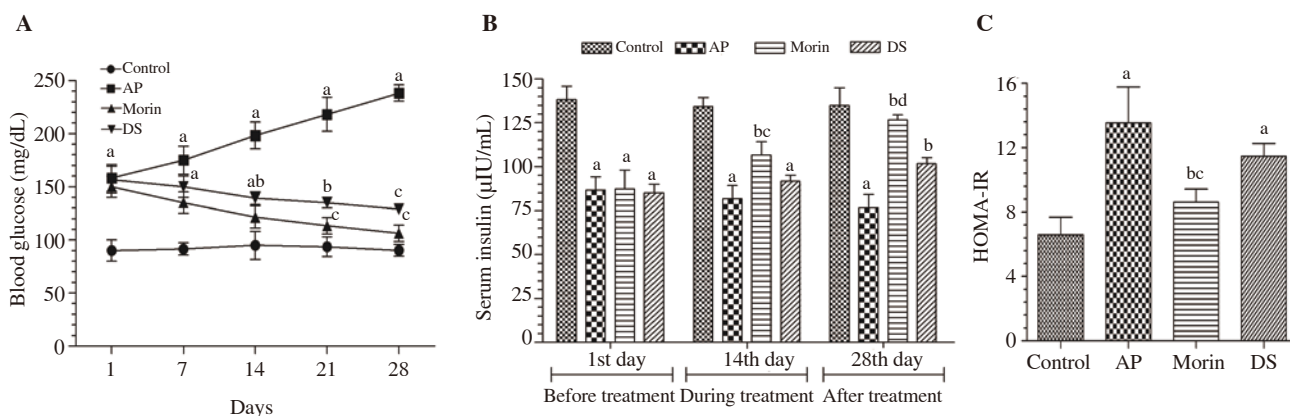 A
Control
AP
Morin
DS
Blood glucose (mg/dL)
250
200
150
100
50
0
a
a
a
a
a
a
ab
b
c
c
c
1
7
14
21
28
Days
B
Control
AP
Morin
DS
Serum insulin (μIU/mL)
150
125
100
75
50
25
0
a
a
a
a
bc
a
a
bd
b
1st day
14th day
28th day
Before treatment
During treatment
After treatment
C
HOMA-IR
16
12
8
4
0
a
bc
a
Control
AP
Morin
DS